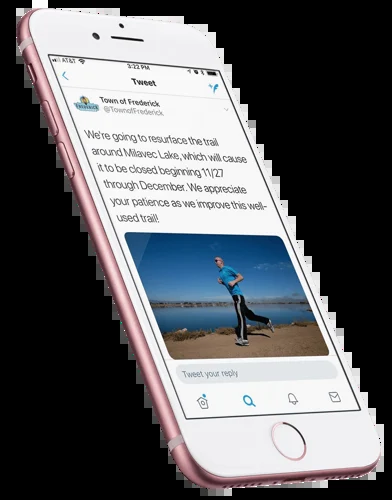 AT&T 3:22 PM
Tweet
FREDERICK
Town of Frederick
@TownofFrederick
We're going to resurface the trail
around Milavec Lake, which will cause
it to be closed beginning 11/27
through December. We appreciate
your patience as we improve this well-
used trail!
Tweet your reply